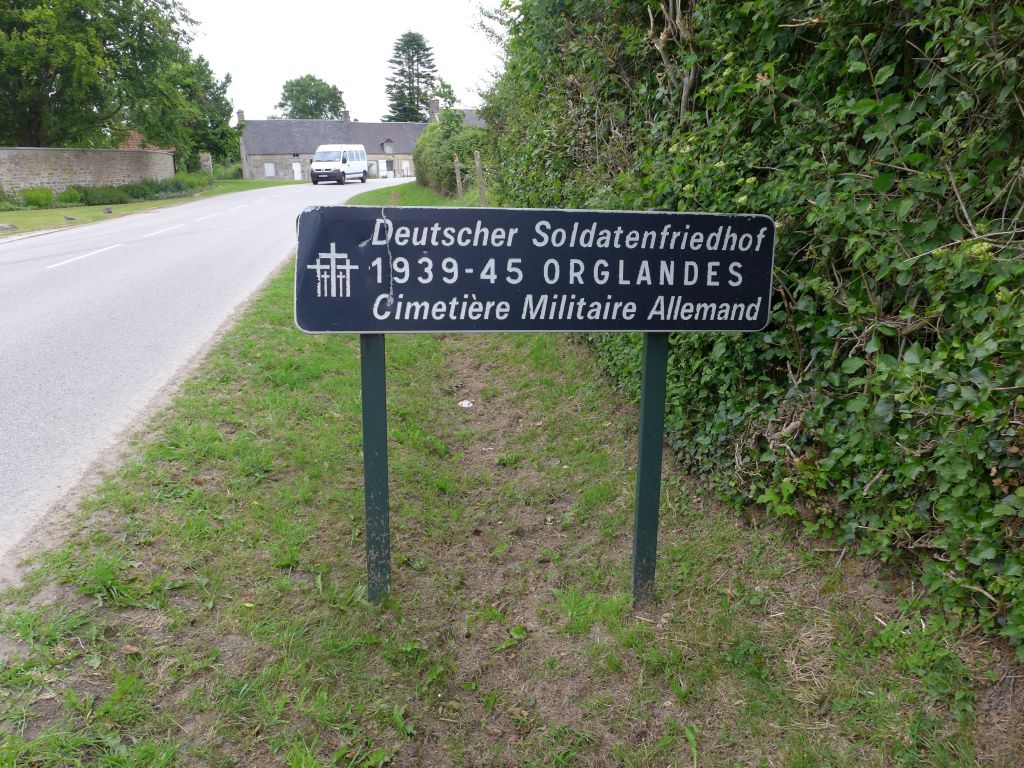 Deutscher Soldatenfriedhof
1939-45 ORGLANDES
Cimetière Militaire Allemand